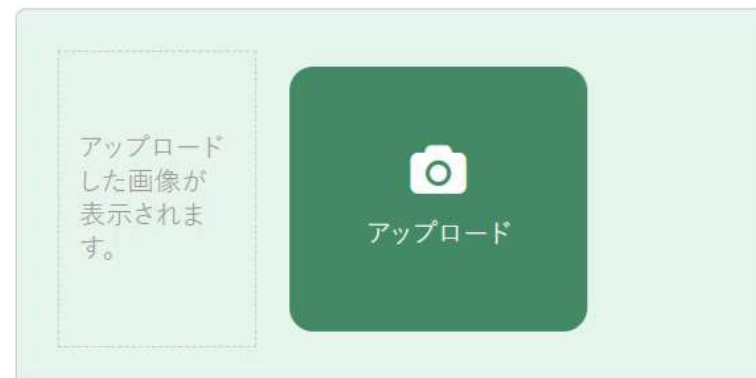 アップロード
した画像が
表示されま
す。
アップロード